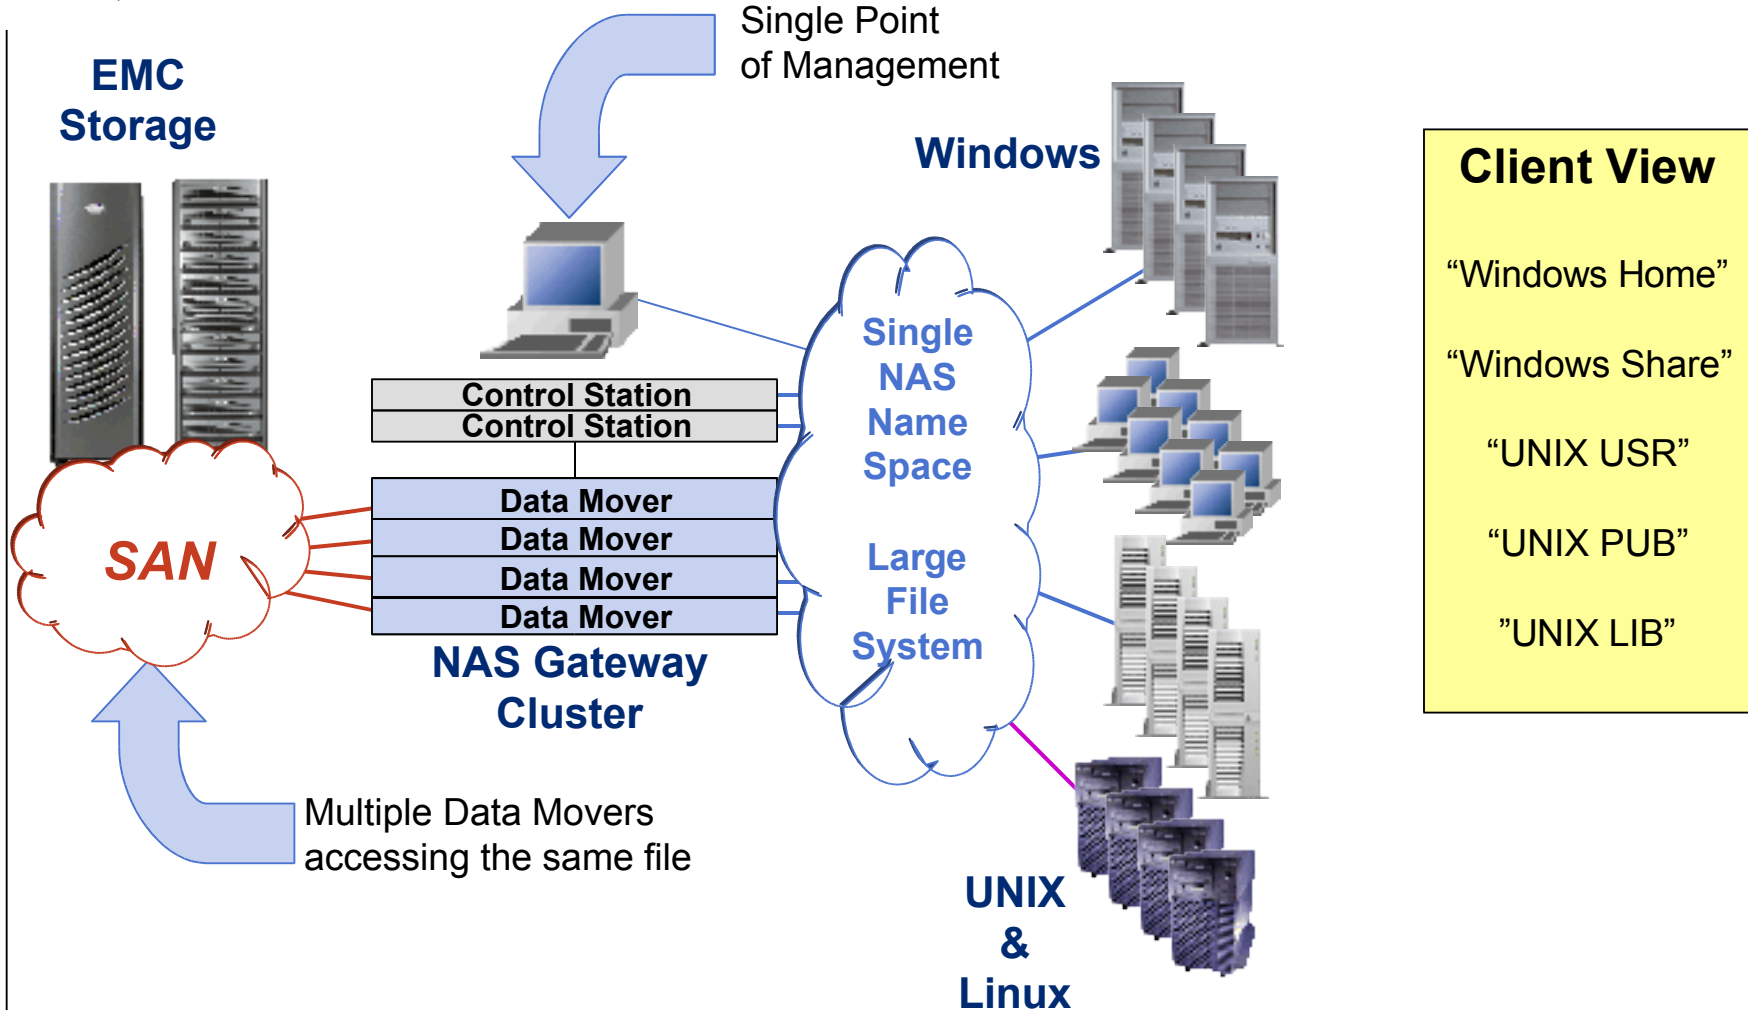 Single Point
of Management
EMC
Storage
Windows
Client View
“Windows Home”
“Windows Share”
“UNIX USR”
“UNIX PUB”
”UNIX LIB”
Control Station
Control Station
Data Mover
Data Mover
Data Mover
Data Mover
SAN
NAS Gateway
Cluster
Single
NAS
Name
Space
Large
File
System
Multiple Data Movers
accessing the same file
UNIX
&
Linux